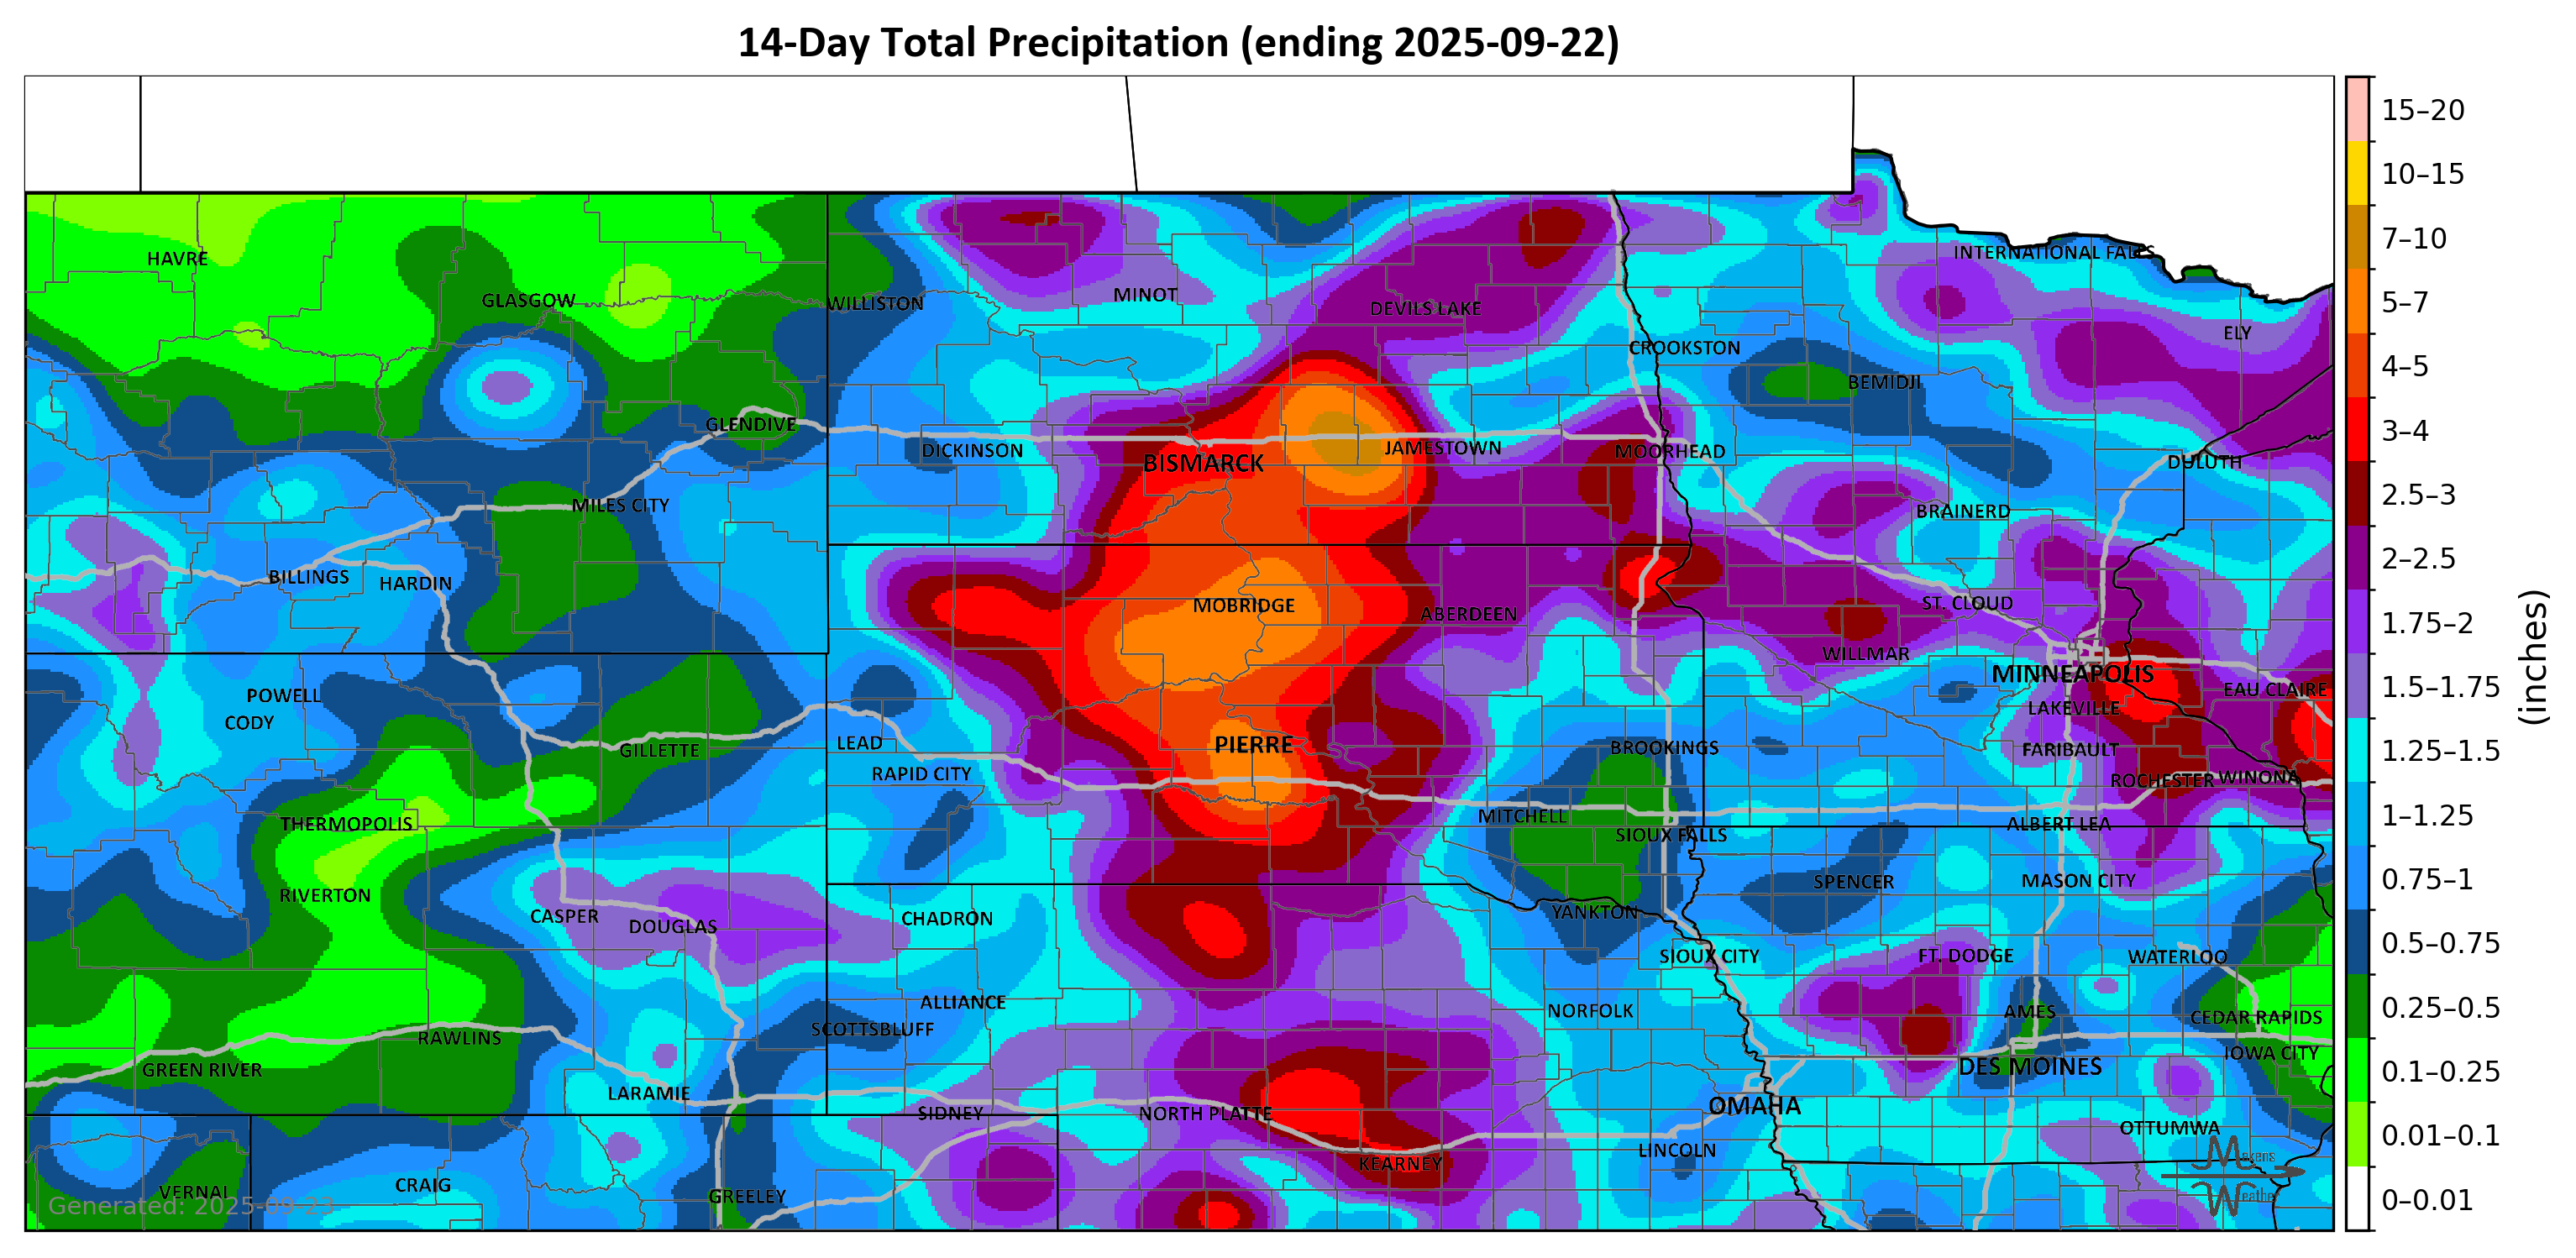 14-Day Total Precipitation (ending 2025-09-22)
15–20
10–15
7–10
5–7
4–5
3–4
2.5–3
2–2.5
1.75–2
1.5–1.75
1.25–1.5
1–1.25
0.75–1
0.5–0.75
0.25–0.5
0.1–0.25
0.01–0.1
0–0.01
(inches)
HAVRE
GLASGOW
WILLISTON
MINOT
DEVILS LAKE
INTERNATIONAL FALLS
ELY
CROOKSTON
BEMIDJI
GLENDIVE
DICKINSON
BISMARCK
JAMESTOWN
MOORHEAD
DULUTH
MILES CITY
BRAINERD
BILLINGS
HARDIN
MOBRIDGE
ABERDEEN
ST. CLOUD
WILLMAR
MINNEAPOLIS
EAU CLAIRE
POWELL
CODY
LAKEVILLE
GILLETTE
LEAD
PIERRE
BROOKINGS
FARIBAULT
RAPID CITY
ROCHESTER
WINONA
THERMOPOLIS
MITCHELL
SIOUX FALLS
ALBERT LEA
RIVERTON
SPENCER
MASON CITY
CASPER
DOUGLAS
CHADRON
YANKTON
SIOUX CITY
FT. DODGE
WATERLOO
ALLIANCE
NORFOLK
AMES
CEDAR RAPIDS
SCOTTSBLUFF
RAWLINS
GREEN RIVER
DES MOINES
IOWA CITY
LARAMIE
SIDNEY
NORTH PLATTE
OMAHA
OTTUMWA
LINCOLN
KEARNEY
VERNAL
CRAIG
GREELEY
Generated: 2025-09-23
Makens
Weather